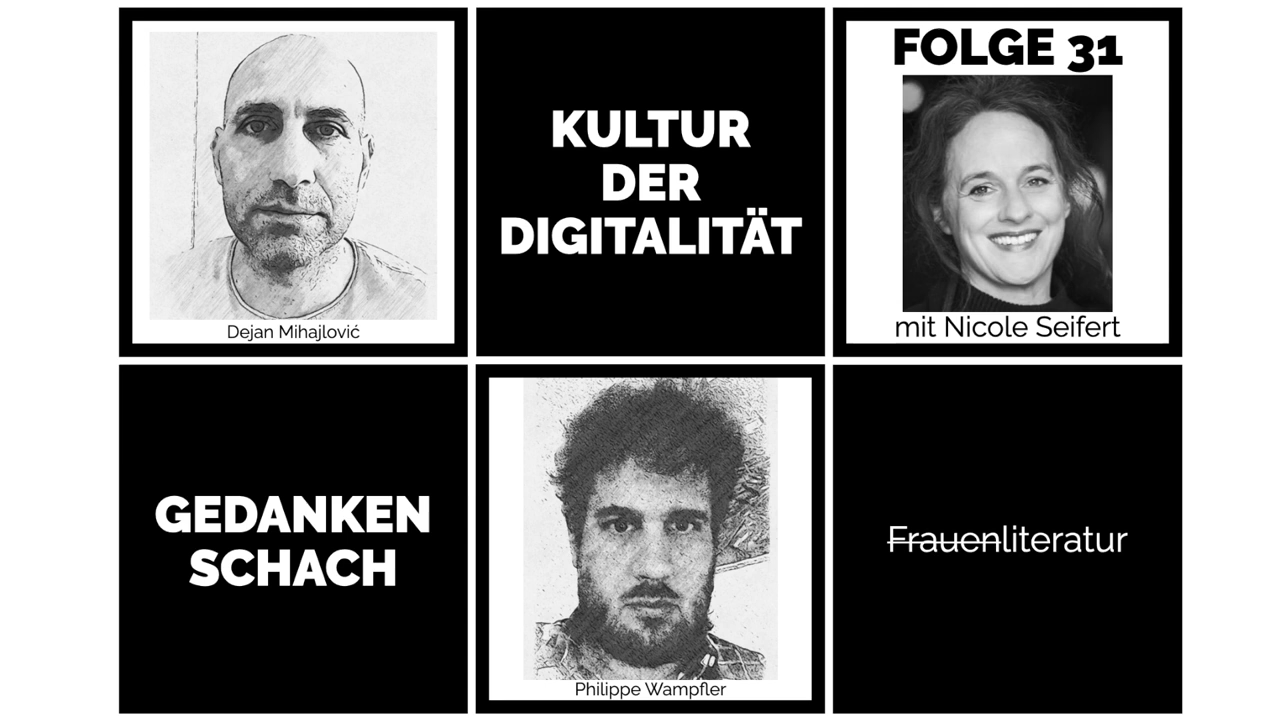 Dejan Mihajlović
KULTUR
DER
DIGITALITÄT
FOLGE 31
mit Nicole Seifert
GEDANKEN
SCHACH
Philippe Wampfler
Frauenliteratur